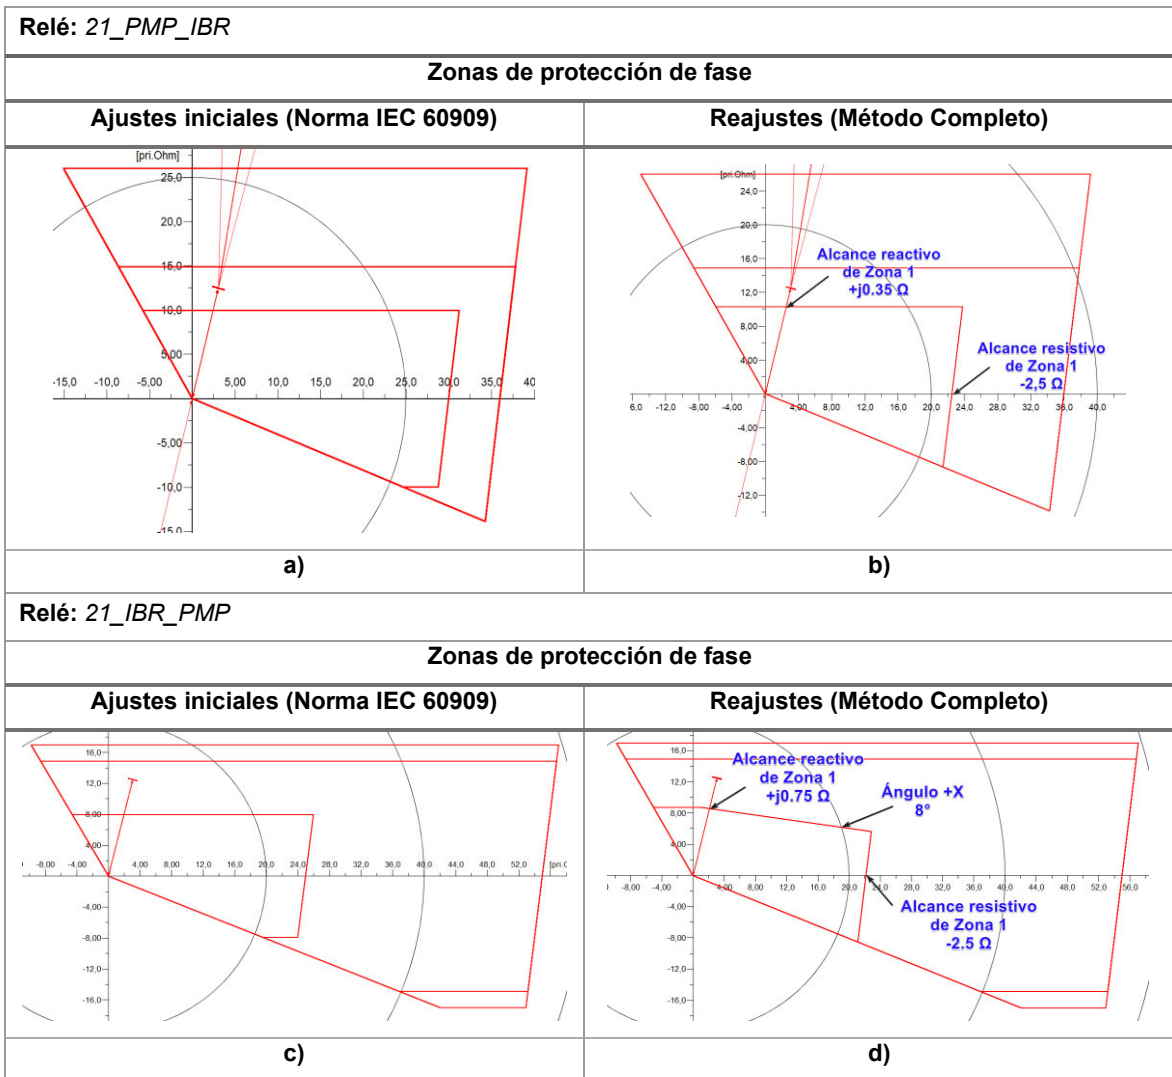 Relé: 21_PMP_IBR
Zonas de protección de fase
Ajustes iniciales (Norma IEC 60909)
Reajustes (Método Completo)
[pri.Ohm]
25,0
20,0
15,0
10,0
5,00
-15,0 -10,0 -5,00 5,00 10,0 15,0 20,0 25,0 30,0 35,0 40
-5,00
-10,0
-15,0
[pri.Ohm]
24,0
20,0
16,0
12,0
8,00
4,00
6,0 -12,0 -8,00 -4,00 4,00 8,00 12,0 16,0 20,0 24,0 28,0 32,0 36,0 40,0
-4,00
-8,00
-12,0
Alcance reactivo
de Zona 1
+j0.35 Ω
Alcance resistivo
de Zona 1
-2,5 Ω
a)
b)
Relé: 21_IBR_PMP
Zonas de protección de fase
Ajustes iniciales (Norma IEC 60909)
Reajustes (Método Completo)
16,0
12,0
8,00
4,00
-8,00 -4,00 4,00 8,00 12,0 16,0 20,0 24,0 28,0 32,0 36,0 40,0 44,0 48,0 52,0 [pri.O
-4,00
-8,00
-12,0
-16,0
16,0
12,0
8,00
4,00
-8,00 -4,00 4,00 8,00 12,0 16,0 20,0 24,0 28,0 32,0 36,0 40,0 44,0 48,0 52,0 56,0
-4,00
-8,00
-12,0
-16,0
Alcance reactivo
de Zona 1
+j0.75 Ω
Ángulo +X
8°
Alcance resistivo
de Zona 1
-2.5 Ω
c)
d)